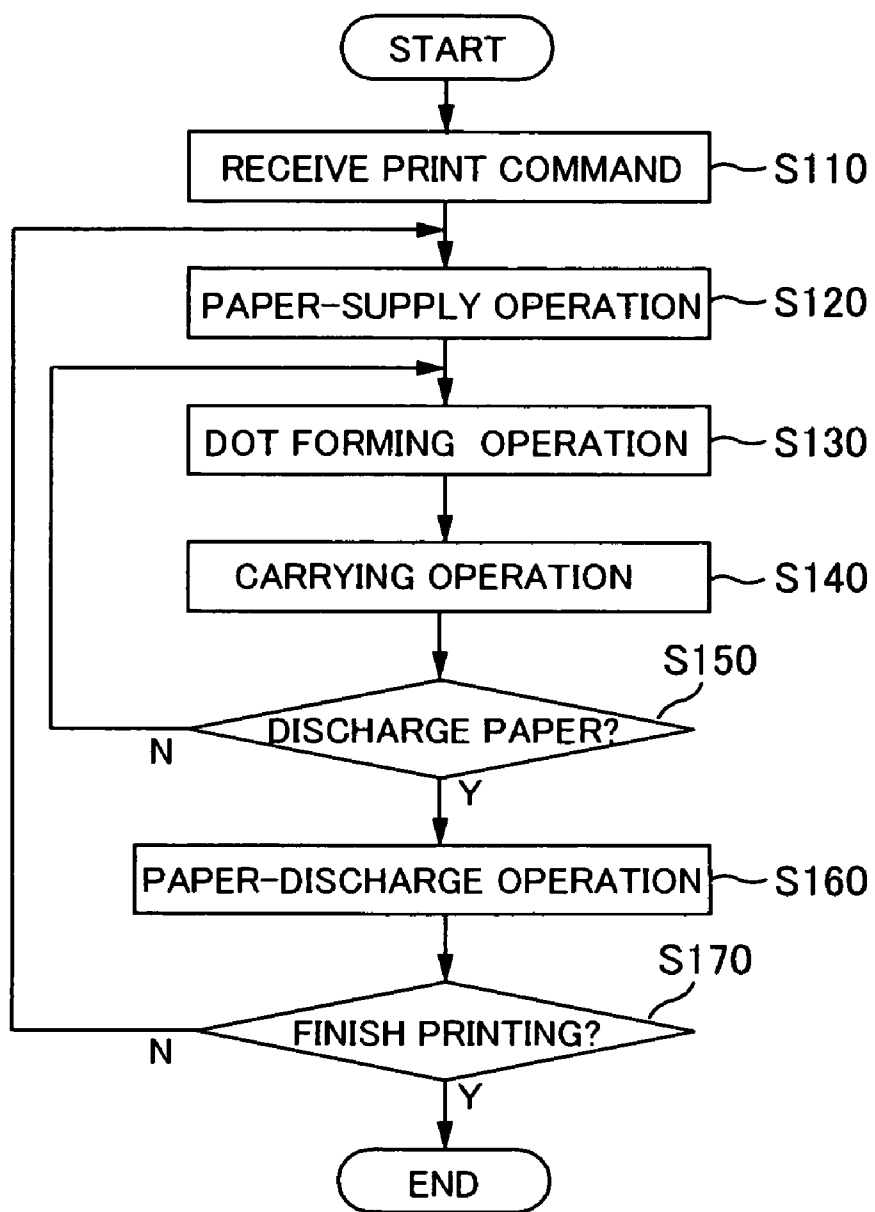 START
RECEIVE PRINT COMMAND
S110
PAPER-SUPPLY OPERATION
S120
DOT FORMING OPERATION
S130
CARRYING OPERATION
S140
S150
DISCHARGE PAPER?
N
Y
PAPER-DISCHARGE OPERATION
S160
S170
FINISH PRINTING?
N
Y
END